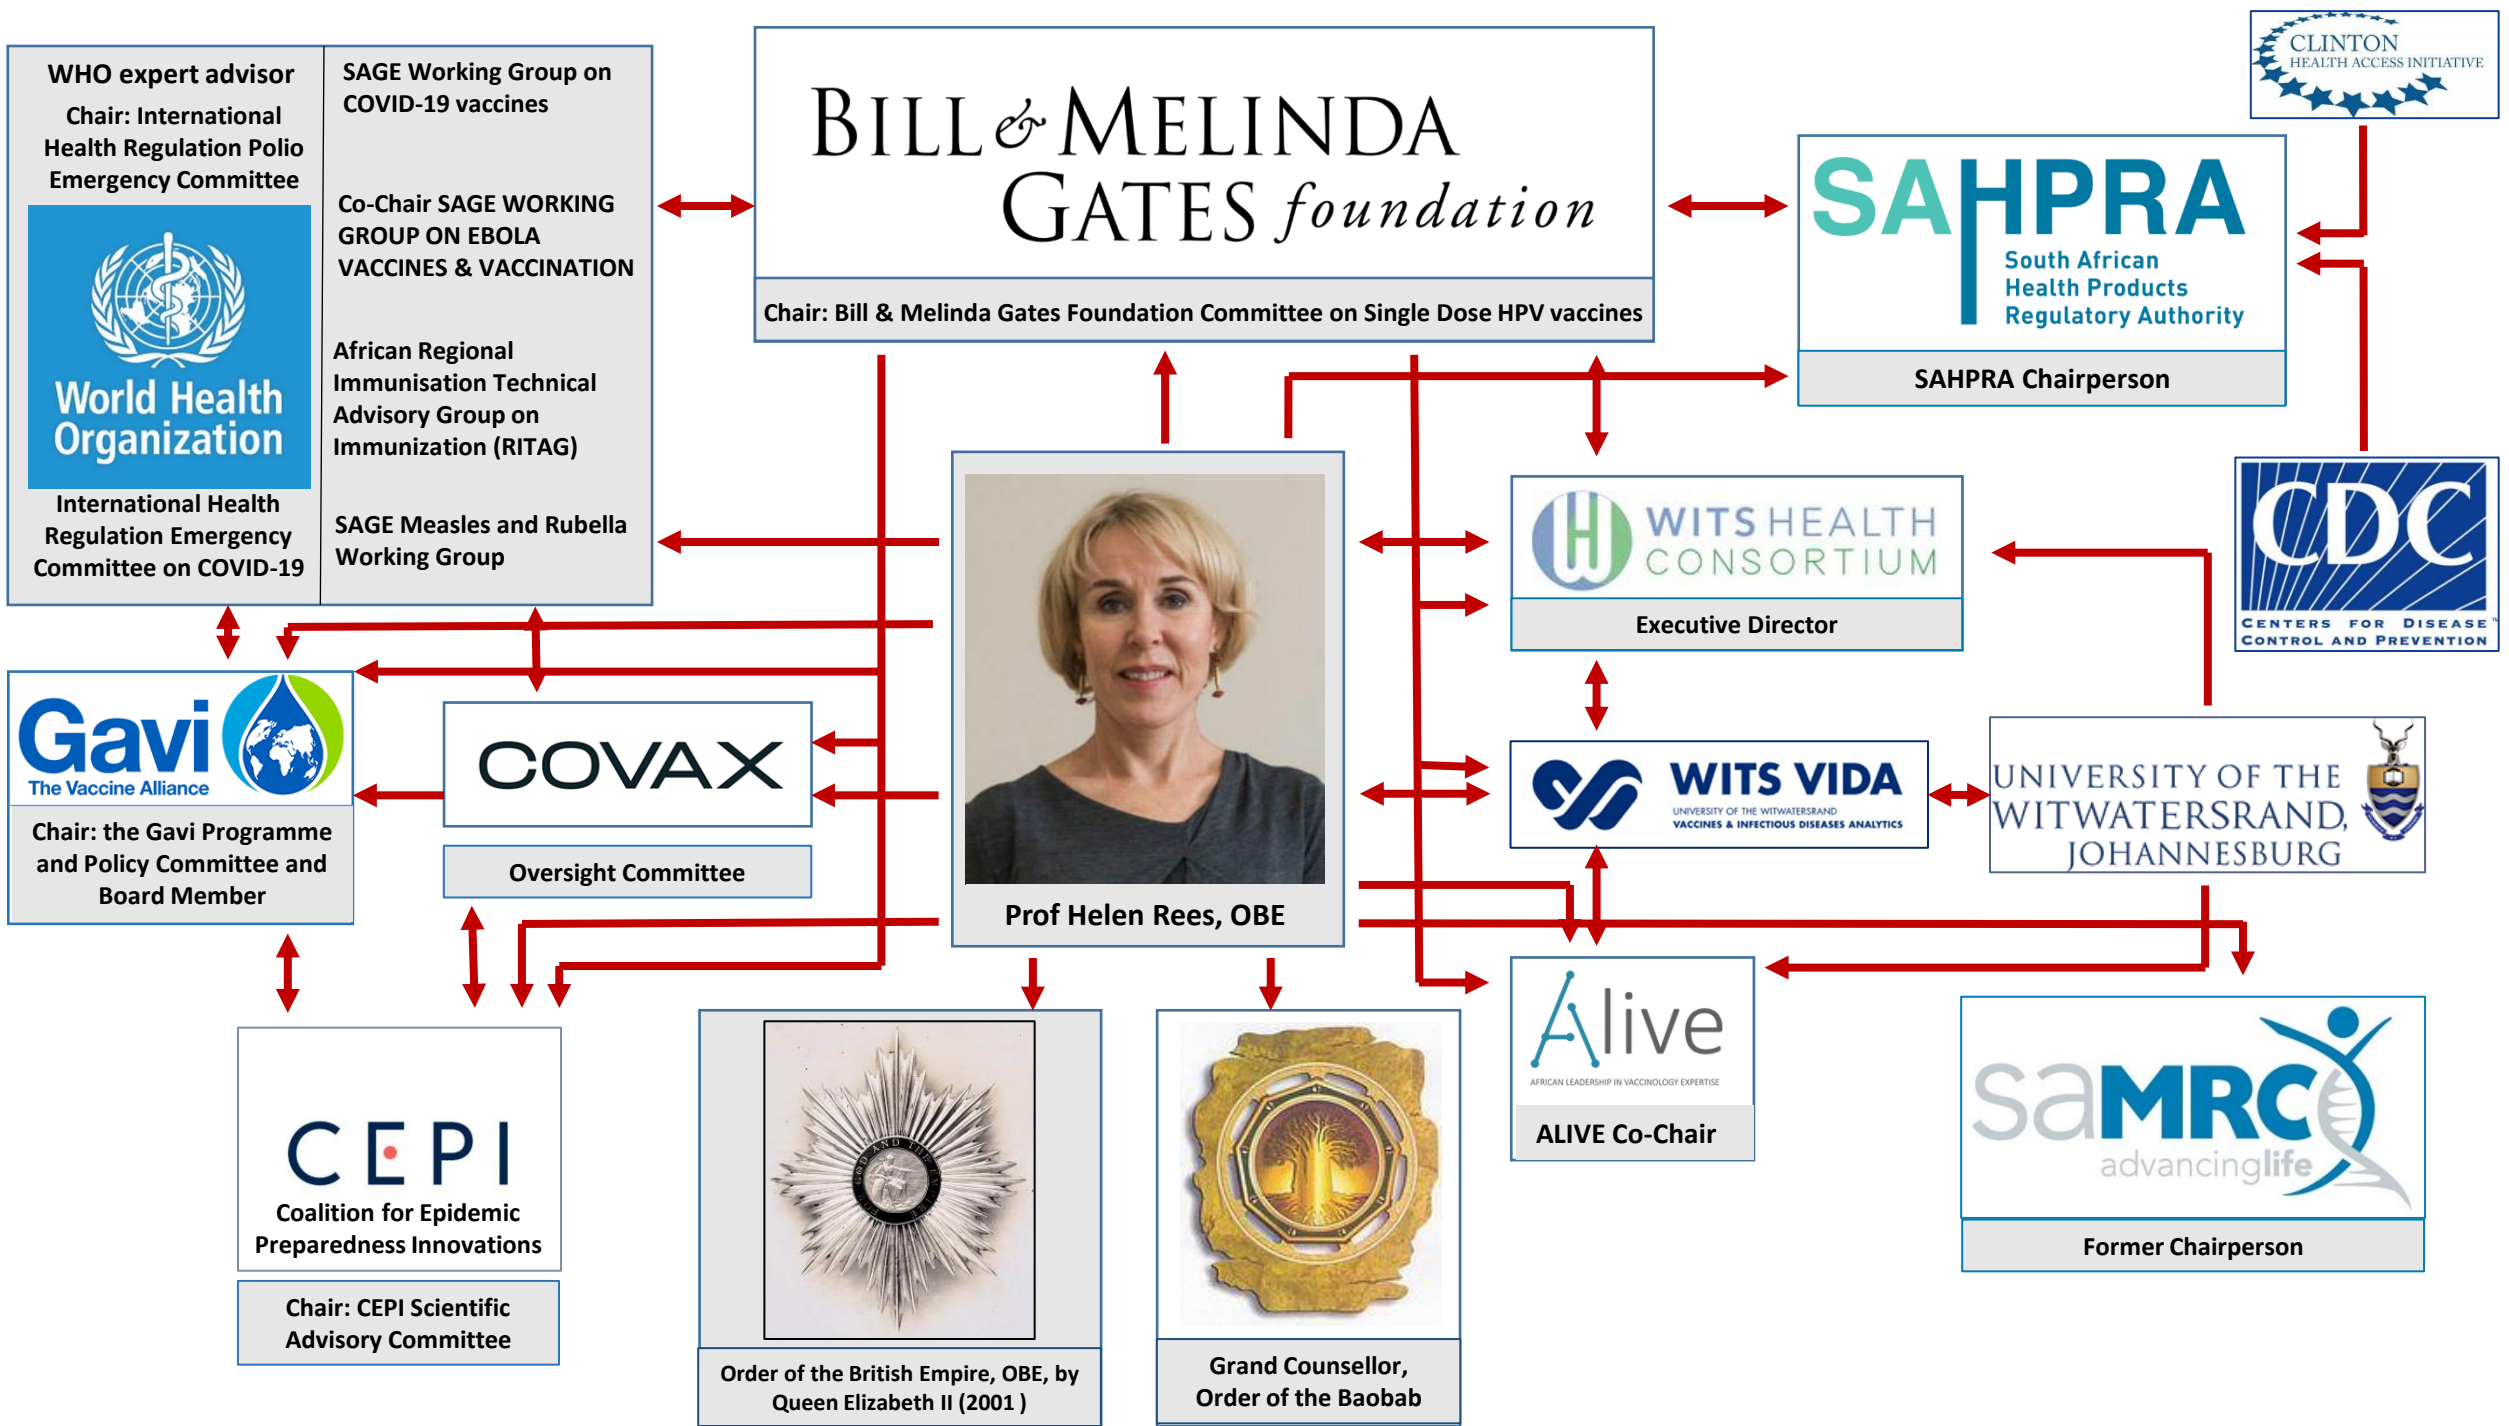 WHO expert advisor
Chair: International
Health Regulation Polio
Emergency Committee
World Health
Organization
International Health
Regulation Emergency
Committee on COVID-19
SAGE Working Group on
COVID-19 vaccines
Co-Chair SAGE WORKING
GROUP ON EBOLA
VACCINES & VACCINATION
African Regional
Immunisation Technical
Advisory Group on
Immunization (RITAG)
SAGE Measles and Rubella
Working Group
BILL & MELINDA
GATES foundation
Chair: Bill & Melinda Gates Foundation Committee on Single Dose HPV vaccines
CLINTON
HEALTH ACCESS INITIATIVE
SAHPRA
South African
Health Products
Regulatory Authority
SAHPRA Chairperson
WITS HEALTH
CONSORTIUM
Executive Director
CDC
CENTERS FOR DISEASE™
CONTROL AND PREVENTION
Gavi
The Vaccine Alliance
Chair: the Gavi Programme
and Policy Committee and
Board Member
COVAX
Oversight Committee
Prof Helen Rees, OBE
WITS VIDA
UNIVERSITY OF THE WITWATERSRAND
VACCINES & INFECTIOUS DISEASES ANALYTICS
UNIVERSITY OF THE
WITWATERSRAND,
JOHANNESBURG
CEPI
Coalition for Epidemic
Preparedness Innovations
Chair: CEPI Scientific
Advisory Committee
FOR GOD AND THE EMPIRE
Order of the British Empire, OBE, by
Queen Elizabeth II (2001 )
Grand Counsellor,
Order of the Baobab
Alive
AFRICAN LEADERSHIP IN VACCINOLOGY EXPERTISE
ALIVE Co-Chair
saMRC
advancinglife
Former Chairperson